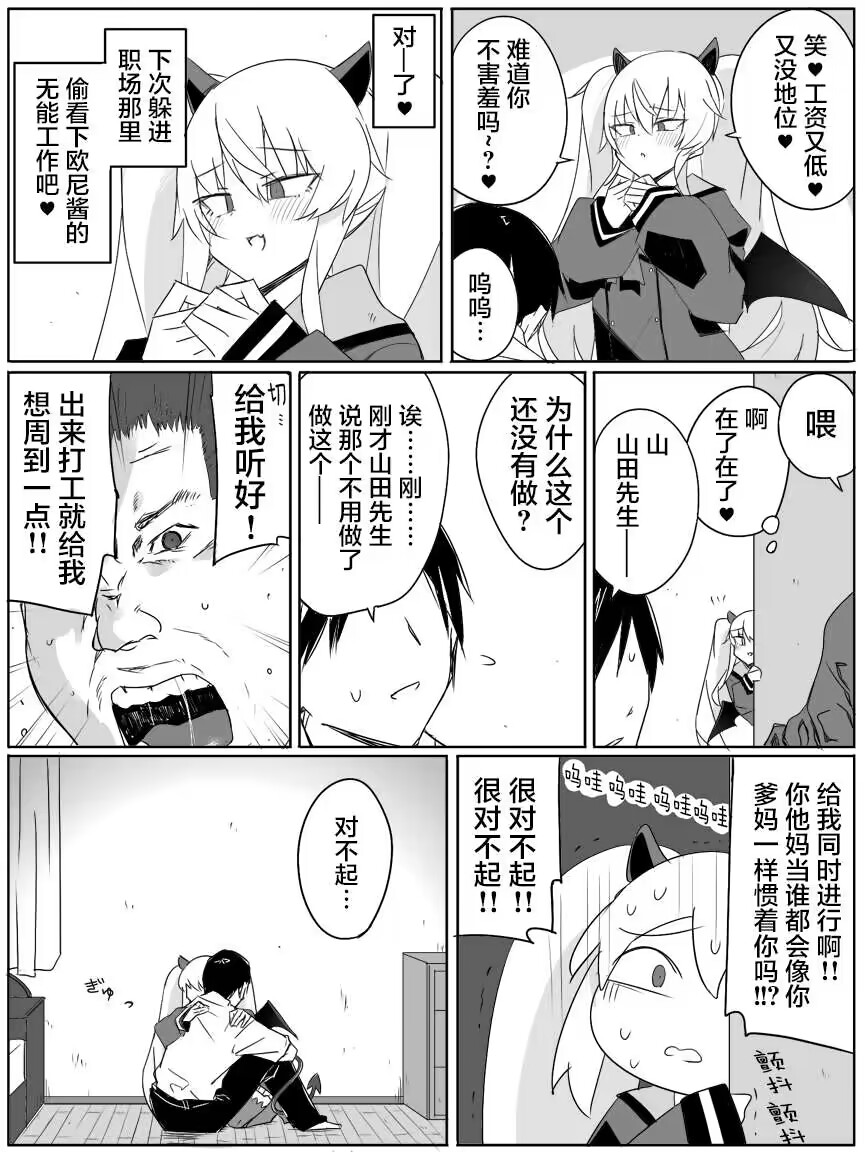 笑♥工资又低♥
又没地位♥
难道你
不害羞吗~?♥
呜呜…
对一了♥
下次躲进
职场那里
偷看下欧尼酱的
无能工作吧♥
喂
啊
在了在了♥
山
山田先生——
为什么这个
还没有做?
诶……刚……
刚才山田先生
说那个不用做了
做这个——
切…
给我听好！
出来打工就给我
想周到一点!!
给我同时进行啊!!
你他妈当谁都会像你
爹妈一样惯着你吗!!?
呜哇呜哇呜哇呜哇
很对不起!!
很对不起!!
颤
抖
颤
抖
对
不起…
ぎゅっ